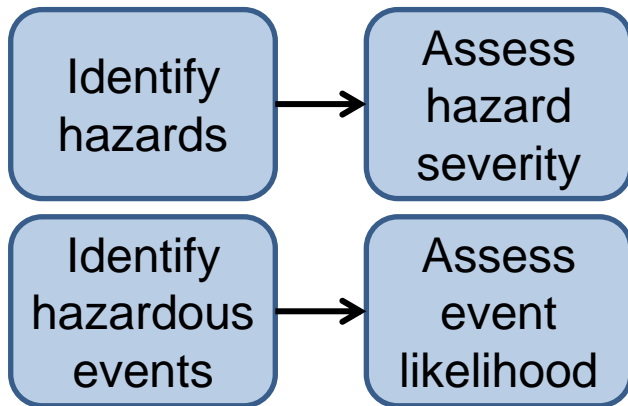 Identify
hazards
Assess
hazard
severity
Identify
hazardous
events
Assess
event
likelihood